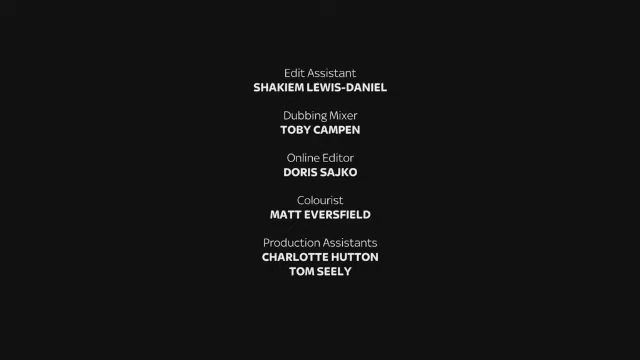 Edit Assistant
SHAKIEM LEWIS-DANIEL
Dubbing Mixer
TOBY CAMPEN
Online Editor
DORIS SAJKO
Colourist
MATT EVERSFIELD
Production Assistants
CHARLOTTE HUTTON
TOM SEELY